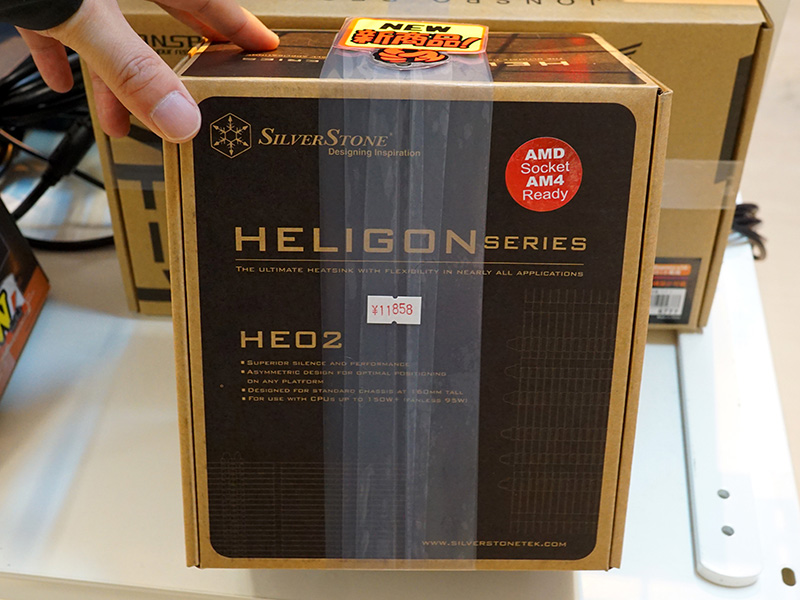 NEW
新商品!
SILVERSTONE®
Designing Inspiration
AMD
Socket
AM4
Ready
HELIGON SERIES
THE ULTIMATE HEATSINK WITH FLEXIBILITY IN NEARLY ALL APPLICATIONS
¥11858
HE02
▪ SUPERIOR SILENCE AND PERFORMANCE
▪ ASYMMETRIC DESIGN FOR OPTIMAL POSITIONING
ON ANY PLATFORM
▪ DESIGNED FOR STANDARD CHASSIS AT 160MM TALL
▪ FOR USE WITH CPUS UP TO 150W+ (FANLESS 95W)
WWW.SILVERSTONETEK.COM